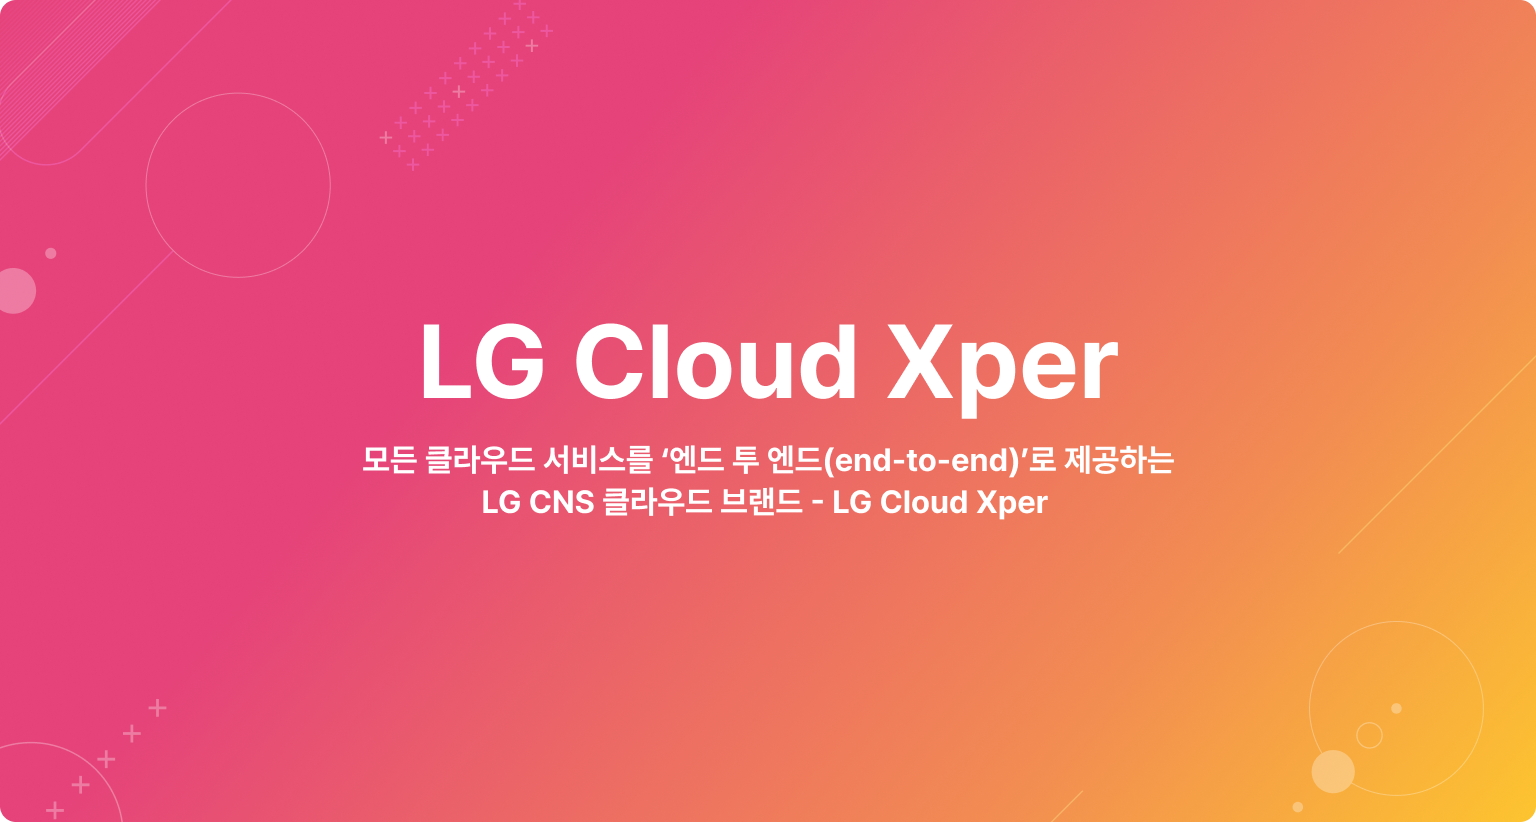 LG Cloud Xper
모든 클라우드 서비스를 ‘엔드 투 엔드(end-to-end)’로 제공하는
LG CNS 클라우드 브랜드 - LG Cloud Xper